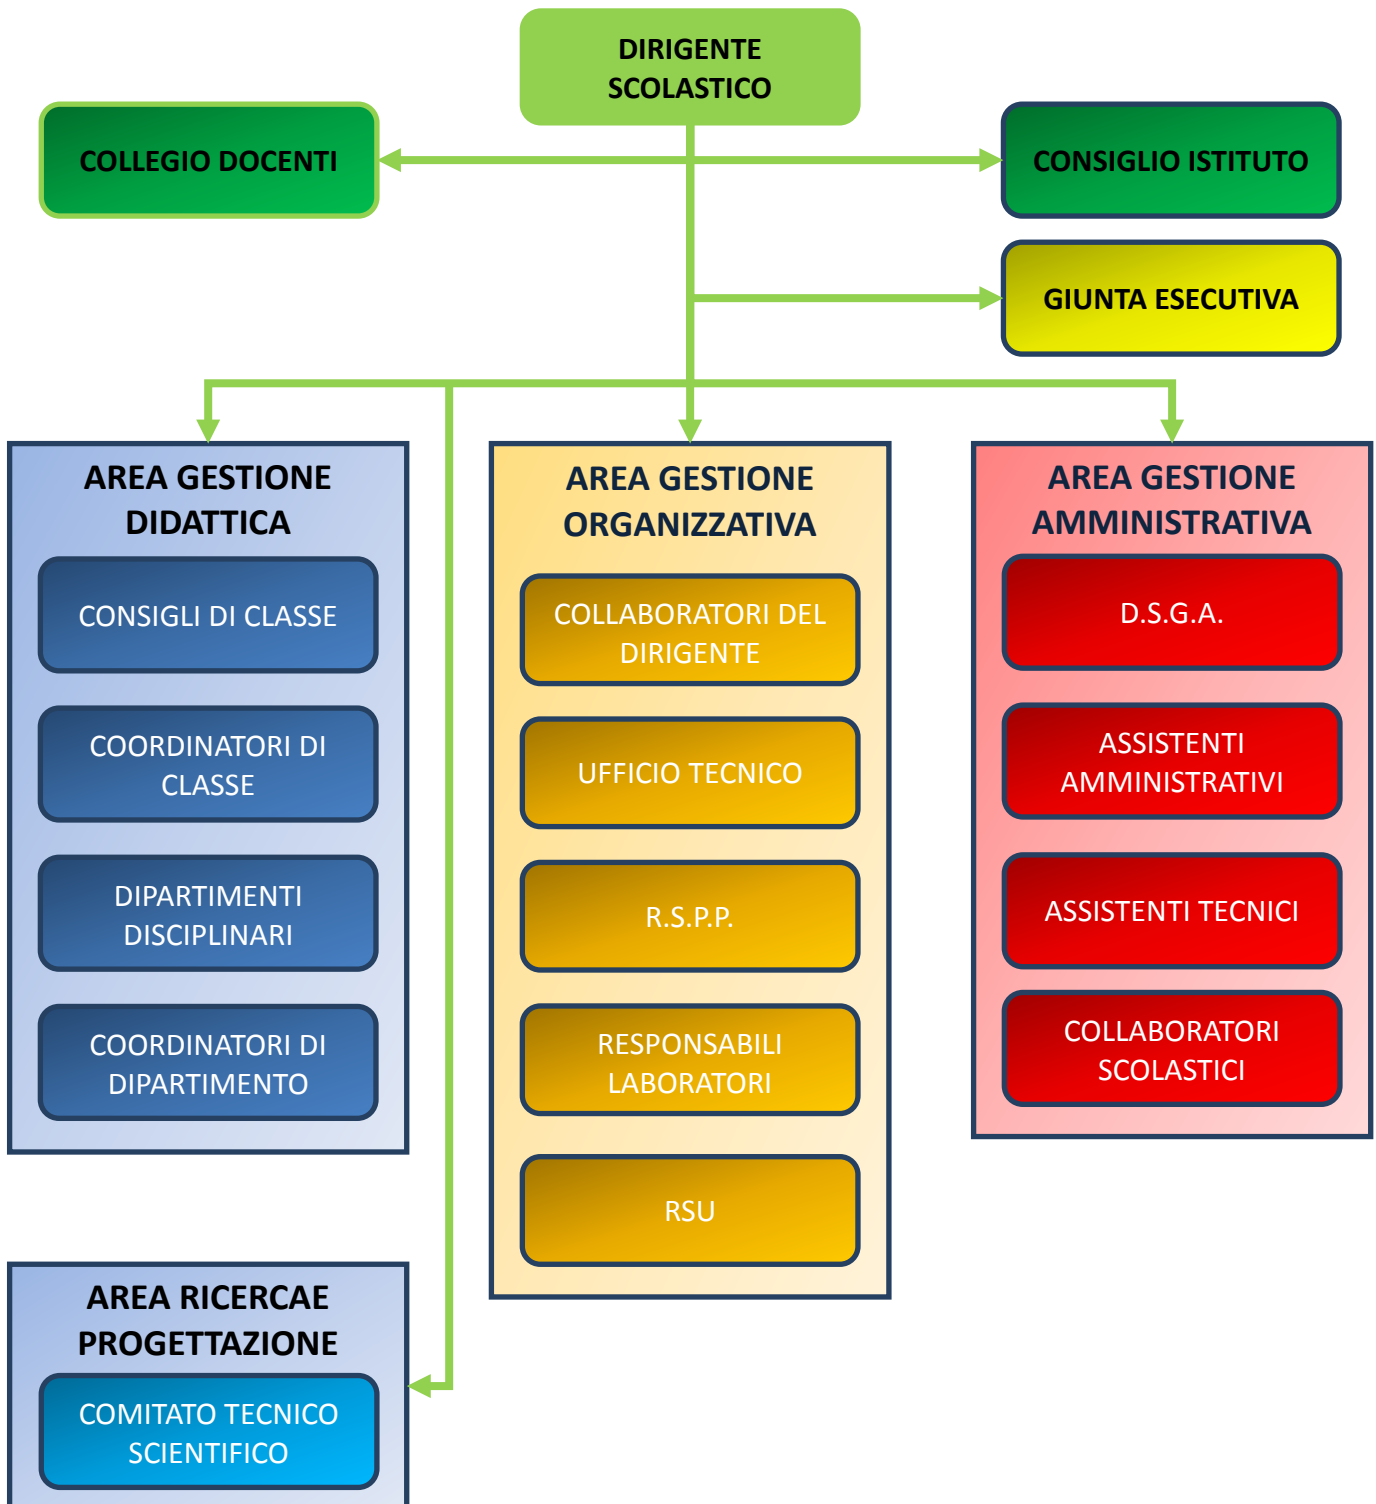 DIRIGENTE
SCOLASTICO
COLLEGIO DOCENTI
CONSIGLIO ISTITUTO
GIUNTA ESECUTIVA
AREA GESTIONE
DIDATTICA
CONSIGLI DI CLASSE
COORDINATORI DI
CLASSE
DIPARTIMENTI
DISCIPLINARI
COORDINATORI DI
DIPARTIMENTO
AREA GESTIONE
ORGANIZZATIVA
COLLABORATORI DEL
DIRIGENTE
UFFICIO TECNICO
R.S.P.P.
RESPONSABILI
LABORATORI
RSU
AREA GESTIONE
AMMINISTRATIVA
D.S.G.A.
ASSISTENTI
AMMINISTRATIVI
ASSISTENTI TECNICI
COLLABORATORI
SCOLASTICI
AREA RICERCAE
PROGETTAZIONE
COMITATO TECNICO
SCIENTIFICO